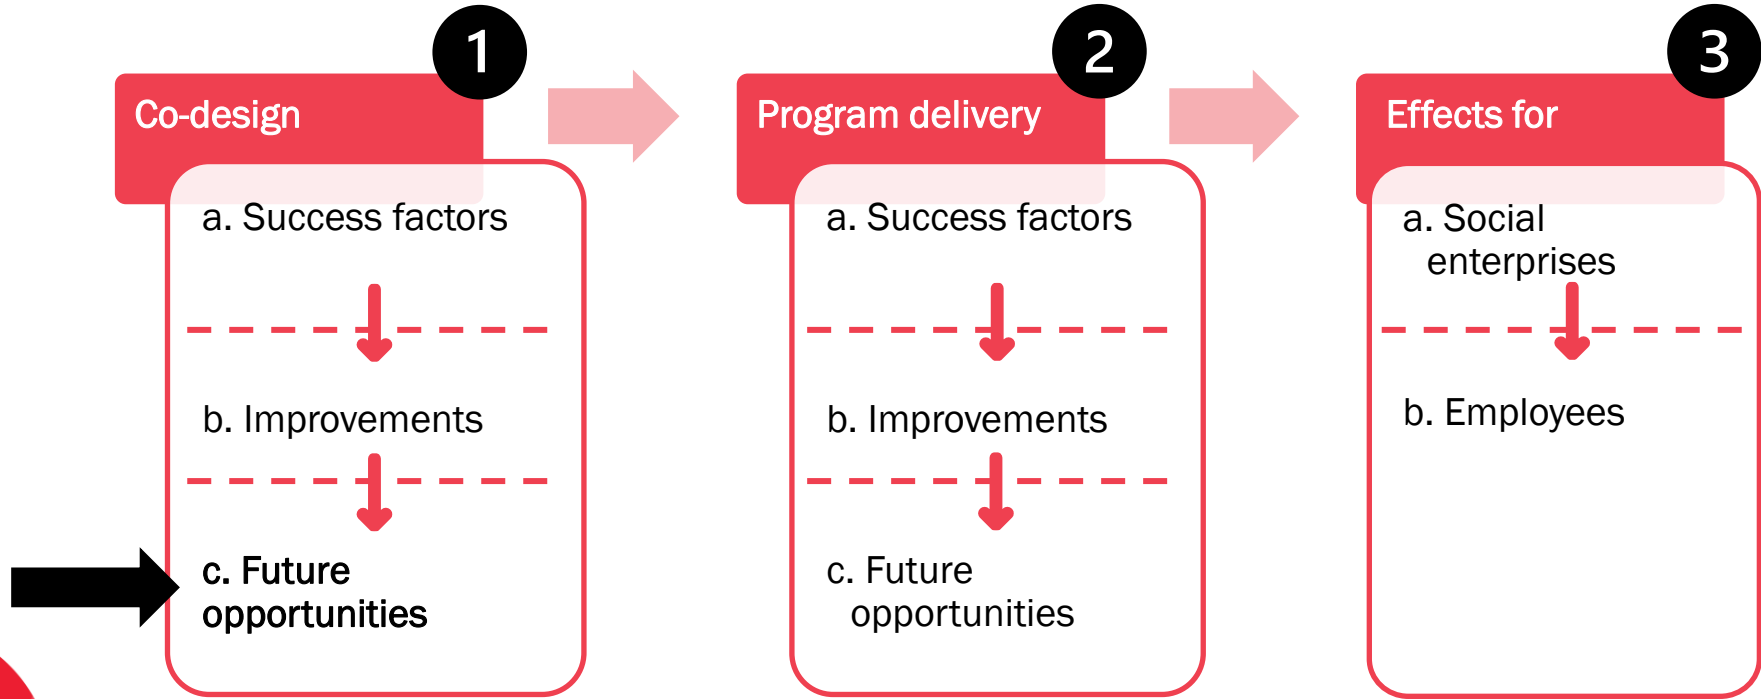 1
Co-design
a. Success factors
b. Improvements
c. Future
opportunities
2
Program delivery
a. Success factors
b. Improvements
c. Future
opportunities
3
Effects for
a. Social
enterprises
b. Employees